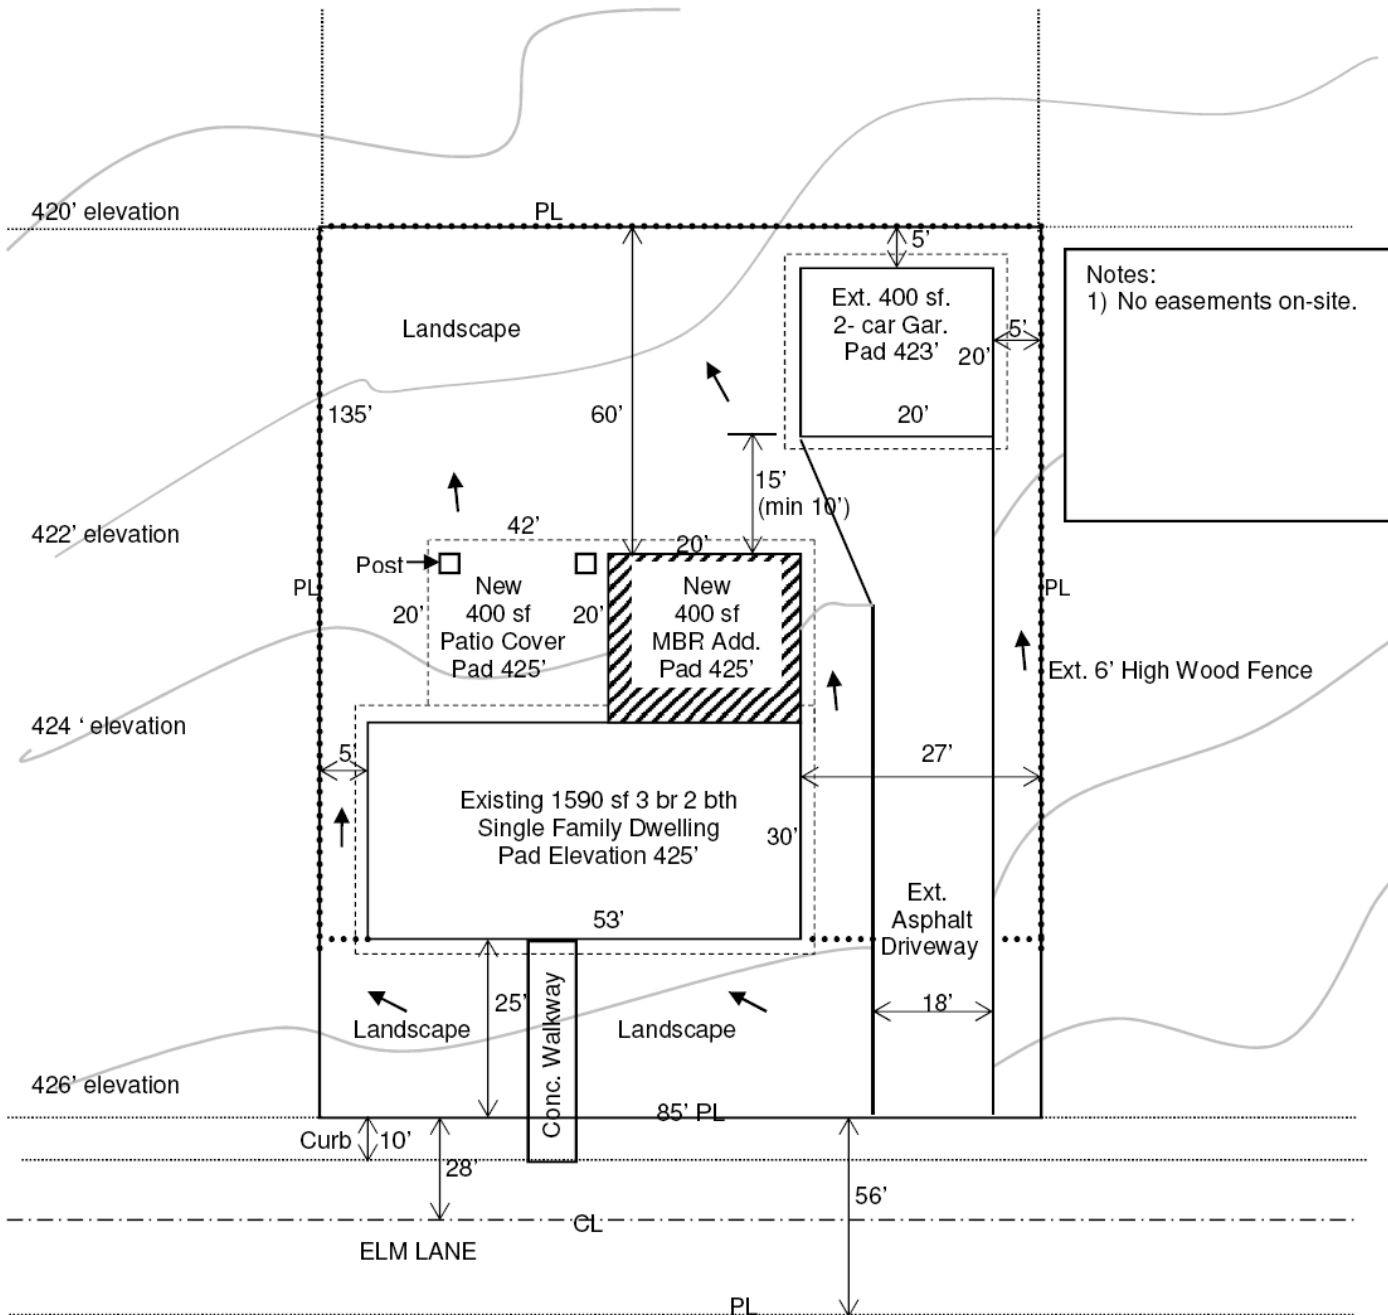 420’ elevation
PL
5’
Notes:
1) No easements on-site.
Ext. 400 sf.
2- car Gar.
Pad 423’
20’
5’
20’
Landscape
135’
60’
15’
(min 10’)
422’ elevation
42’
20’
Post
PL
PL
New
400 sf
Patio Cover
Pad 425’
20’
20’
New
400 sf
MBR Add.
Pad 425’
Ext. 6’ High Wood Fence
424 ‘ elevation
5’
27’
Existing 1590 sf 3 br 2 bth
Single Family Dwelling
Pad Elevation 425’
30’
53’
Ext.
Asphalt
Driveway
25’
18’
Landscape
Conc. Walkway
Landscape
426’ elevation
85’ PL
Curb
10’
28’
56’
CL
ELM LANE
PL